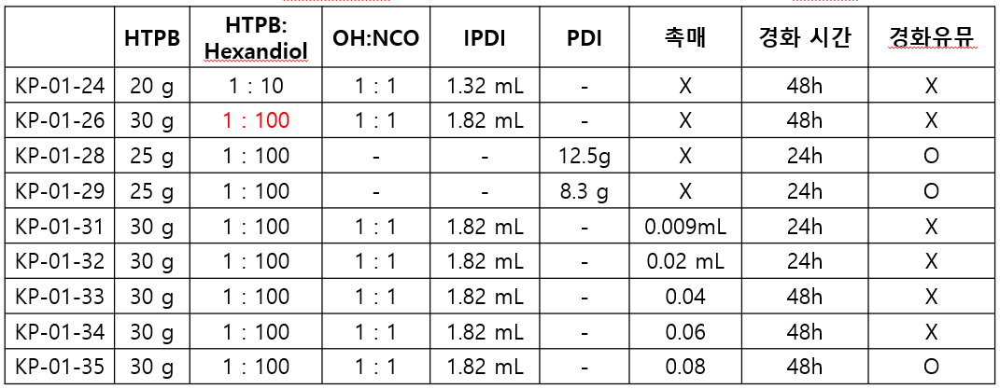 HTPB HTPB: Hexandiol OH:NCO IPDI PDI 촉매 경화 시간 경화유뮤
KP-01-24 20 g 1 : 10 1 : 1 1.32 mL - X 48h X
KP-01-26 30 g 1 : 100 1 : 1 1.82 mL - X 48h X
KP-01-28 25 g 1 : 100 - - 12.5g X 24h O
KP-01-29 25 g 1 : 100 - - 8.3 g X 24h O
KP-01-31 30 g 1 : 100 1 : 1 1.82 mL - 0.009mL 24h X
KP-01-32 30 g 1 : 100 1 : 1 1.82 mL - 0.02 mL 24h X
KP-01-33 30 g 1 : 100 1 : 1 1.82 mL - 0.04 48h X
KP-01-34 30 g 1 : 100 1 : 1 1.82 mL - 0.06 48h X
KP-01-35 30 g 1 : 100 1 : 1 1.82 mL - 0.08 48h O